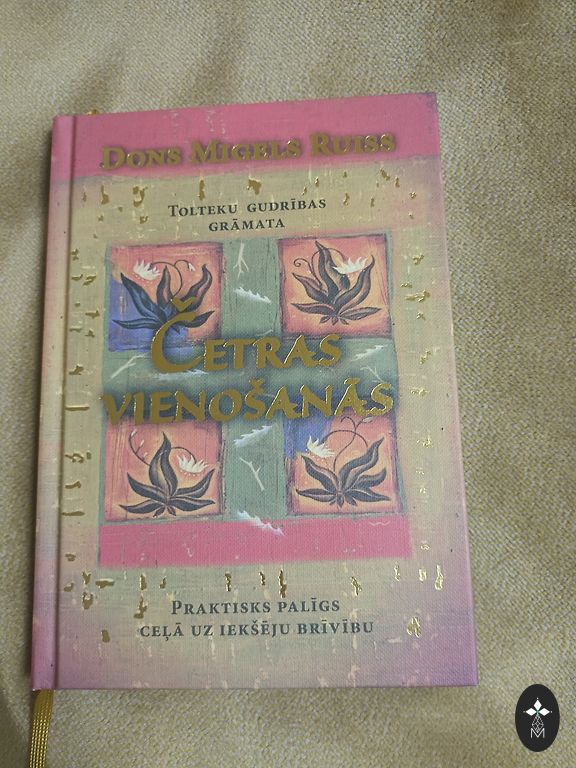 Dons Migels Ruiss
Tolteku gudrības
grāmata
Četras
vienošanās
Praktisks palīgs
ceļā uz iekšēju brīvību
M